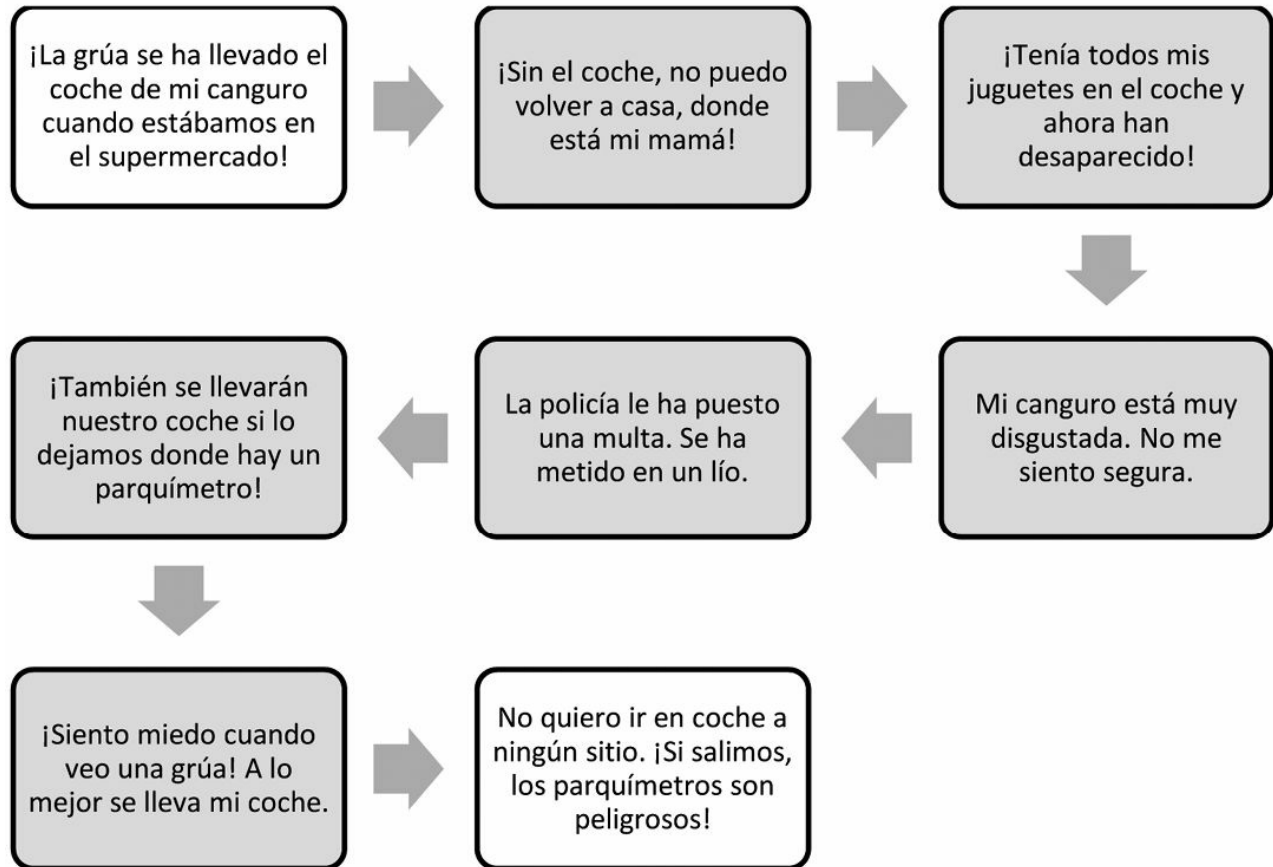 ¡La grúa se ha llevado el
coche de mi canguro
cuando estábamos en
el supermercado!
¡Sin el coche, no puedo
volver a casa, donde
está mi mamá!
¡Tenía todos mis
juguetes en el coche y
ahora han
desaparecido!
Mi canguro está muy
disgustada. No me
siento segura.
La policía le ha puesto
una multa. Se ha
metido en un lío.
¡También se llevarán
nuestro coche si lo
dejamos donde hay un
parquímetro!
¡Siento miedo cuando
veo una grúa! A lo
mejor se lleva mi coche.
No quiero ir en coche a
ningún sitio. ¡Si salimos,
los parquímetros son
peligrosos!